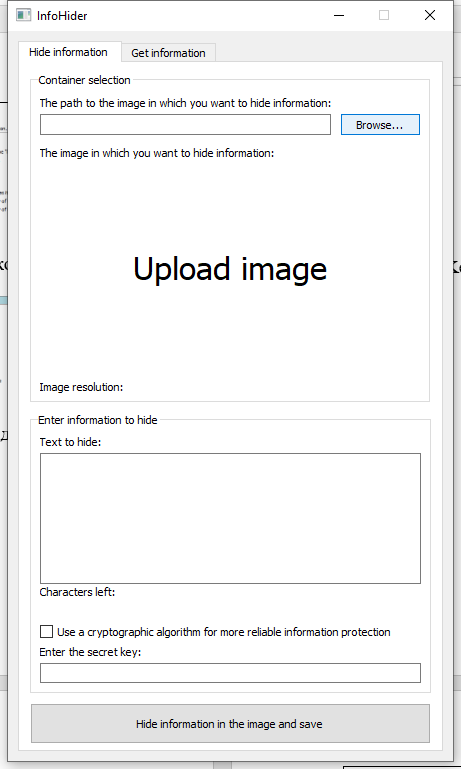 InfoHider
Hide information
Get information
Container selection
The path to the image in which you want to hide information:
Browse...
The image in which you want to hide information:
Upload image
Image resolution:
Enter information to hide
Text to hide:
Characters left:
Use a cryptographic algorithm for more reliable information protection
Enter the secret key:
Hide information in the image and save